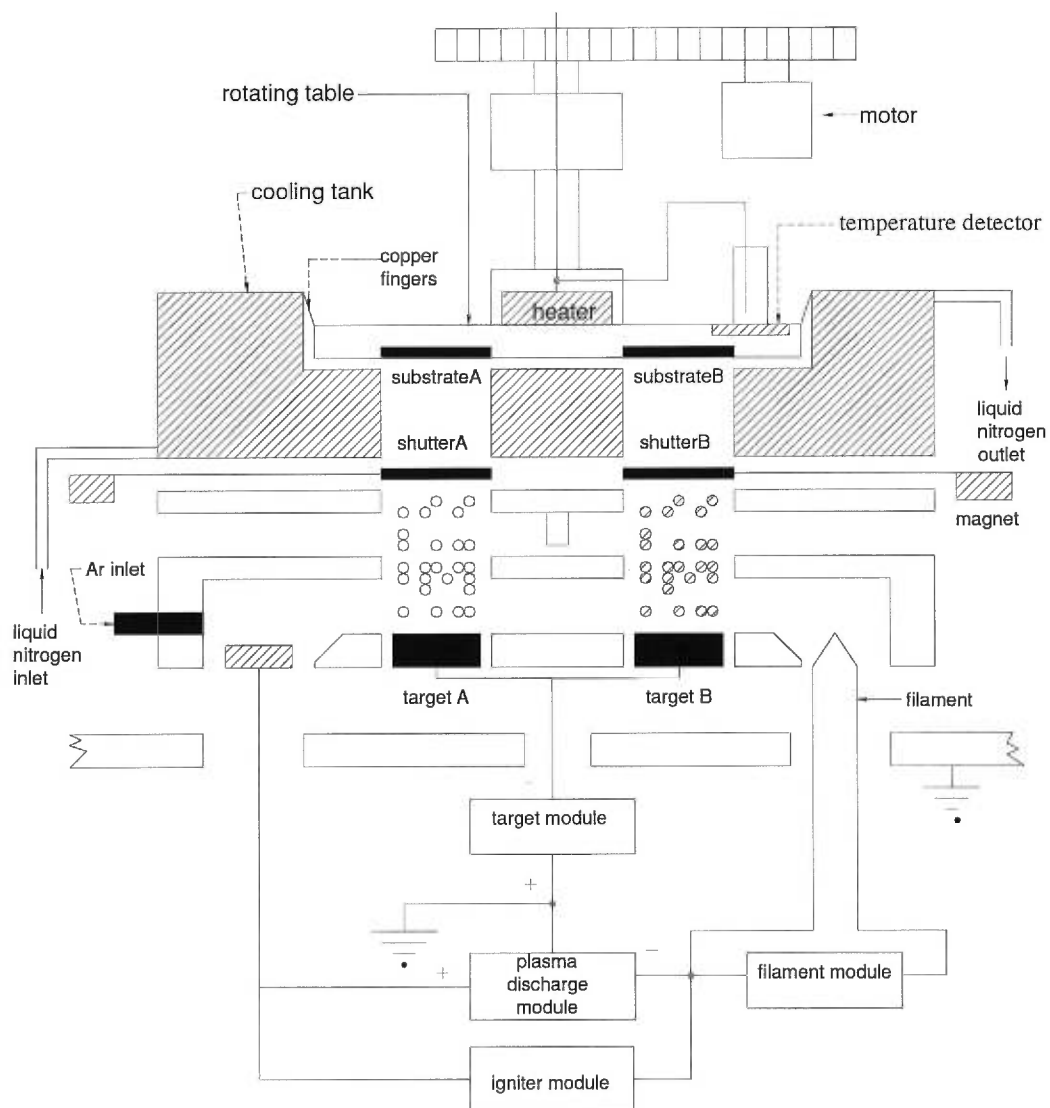 rotating table
motor
cooling tank
temperature detector
copper
fingers
heater
substrateA
substrateB
shutterA
shutterB
liquid
nitrogen
outlet
magnet
Ar inlet
liquid
nitrogen
inlet
target A
target B
filament
-
target module
+
+
plasma
discharge
module
-
filament module
igniter module